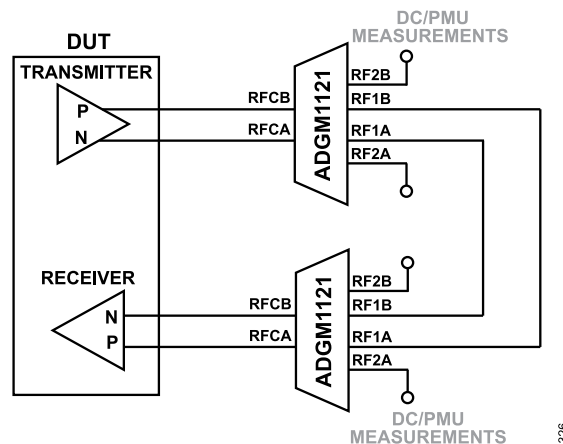 DC/PMU
MEASUREMENTS
DUT
TRANSMITTER
P
N
RFCB
RFCA
ADGM1121
RF2B
RF1B
RF1A
RF2A
RECEIVER
N
P
RFCB
RFCA
ADGM1121
RF2B
RF1B
RF1A
RF2A
DC/PMU
MEASUREMENTS
326